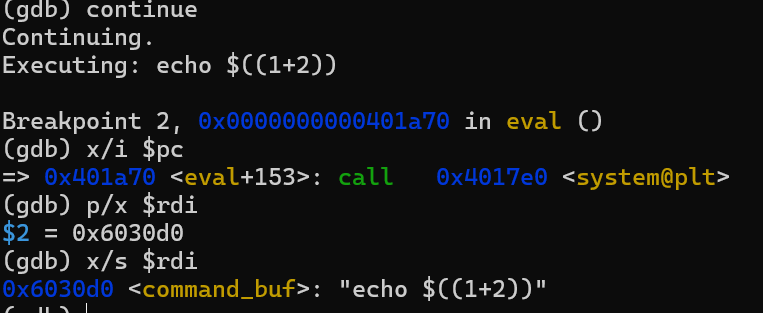 (gdb) continue
Continuing.
Executing: echo $((1+2))
Breakpoint 2, 0x0000000000401a70 in eval ()
(gdb) x/i $pc
=> 0x401a70 <eval+153>: call   0x4017e0 <system@plt>
(gdb) p/x $rdi
$2 = 0x6030d0
(gdb) x/s $rdi
0x6030d0 <command_buf>: "echo $((1+2))"